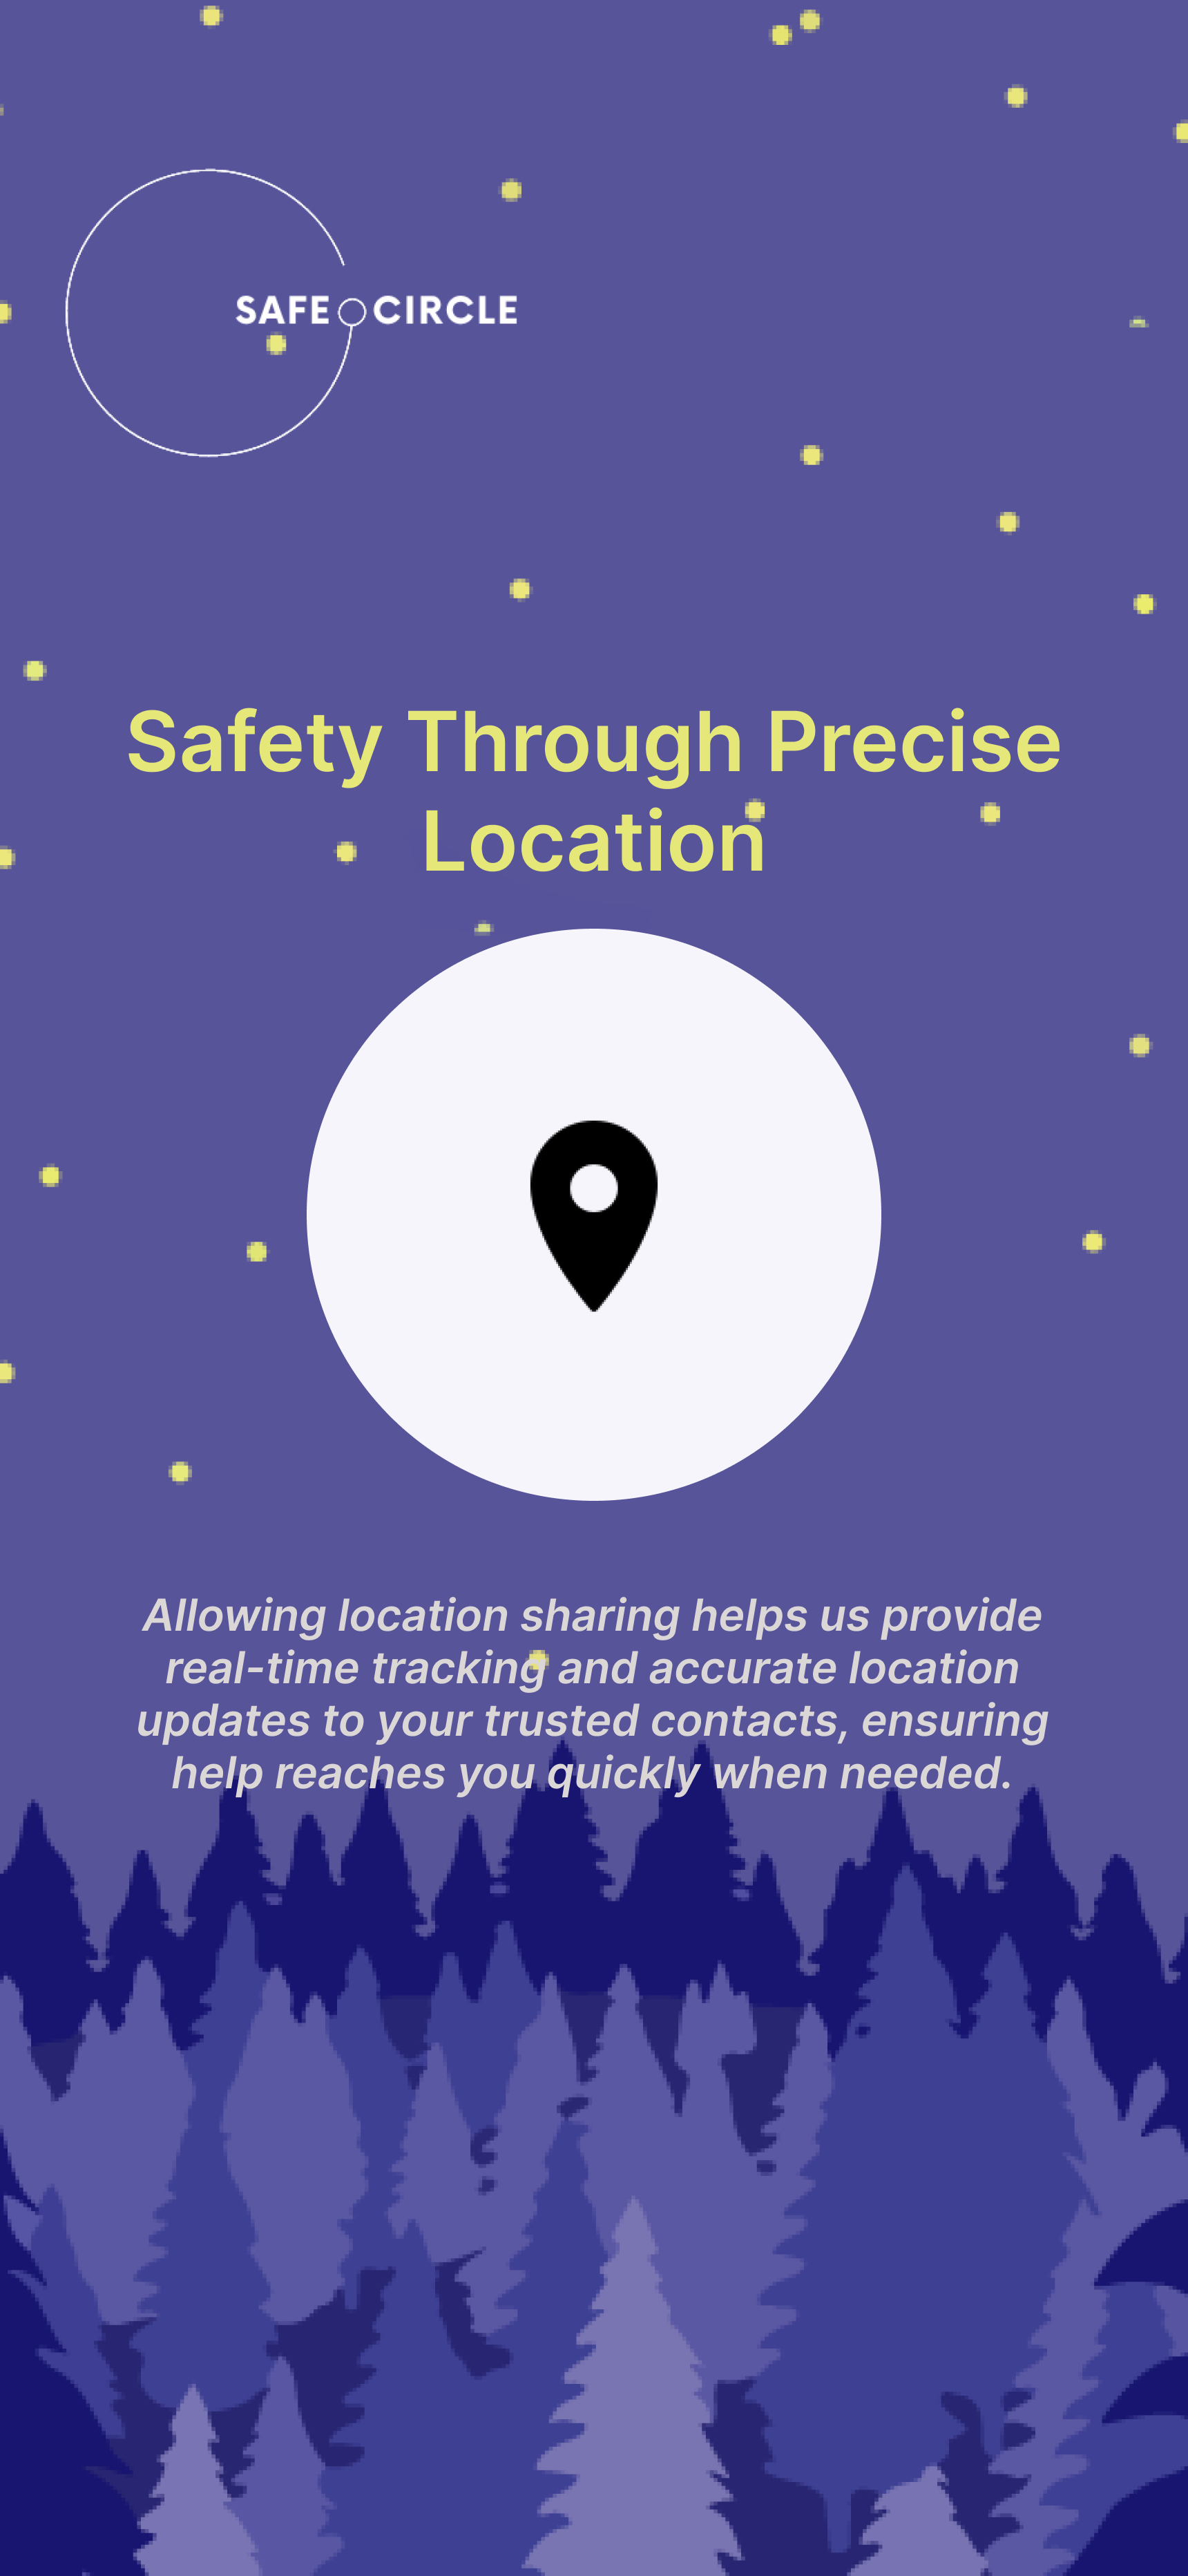 SAFE CIRCLE
Safety Through Precise
Location
Allowing location sharing helps us provide
real-time tracking and accurate location
updates to your trusted contacts, ensuring
help reaches you quickly when needed.